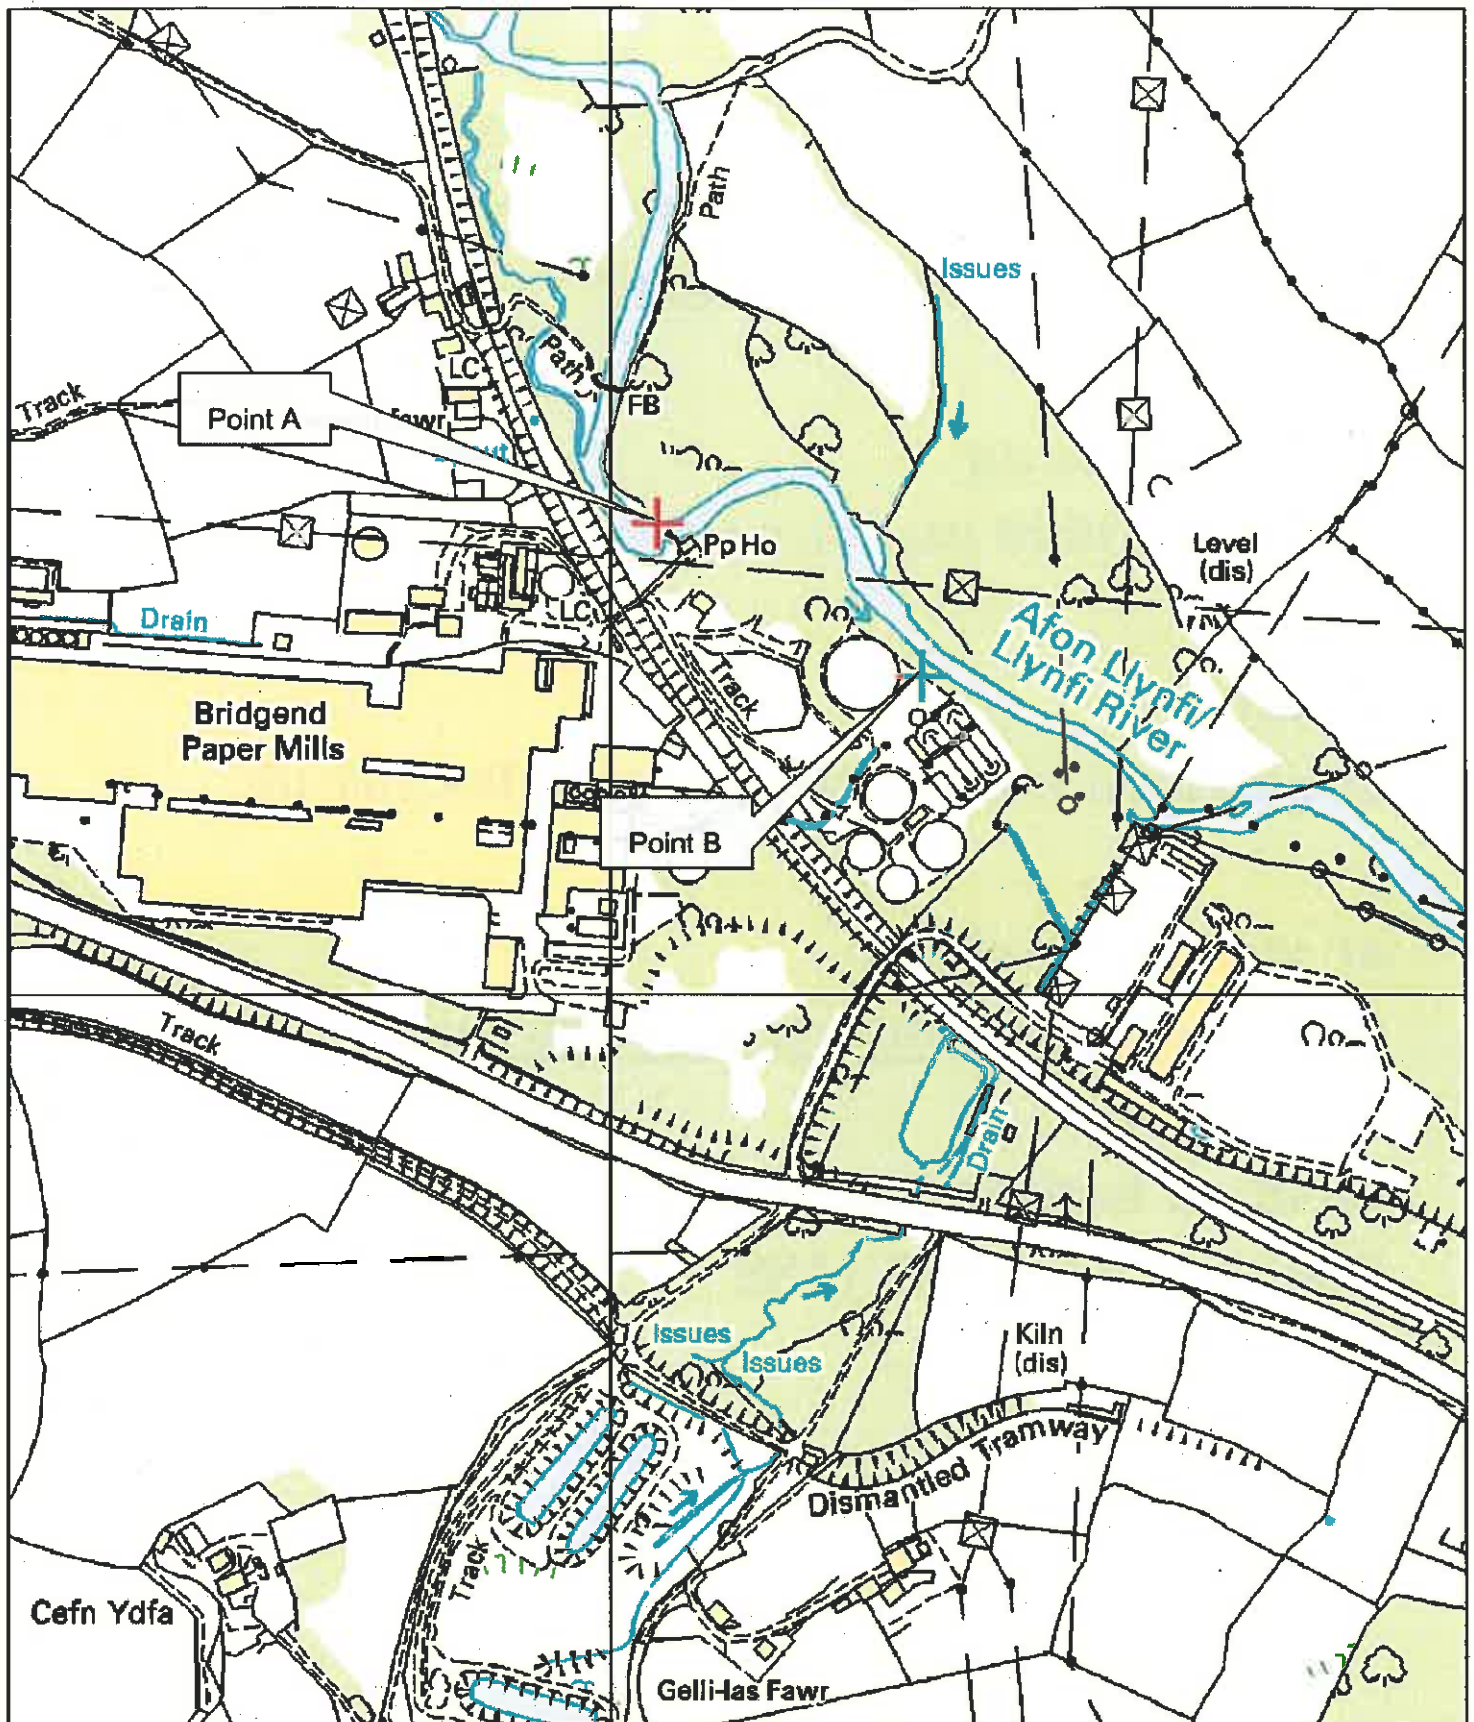 Path
Issues
Path
LC
FB
Track
Point A
awr
Pp Ho
Level
(dis)
Drain
LC
Afon Llynfi/
Llynfi River
Track
Bridgend
Paper Mills
Point B
Track
Drain
Issues
Issues
Kiln
(dis)
Dismantled Tramway
Track
Cefn Ydfa
Gelli-las Fawr